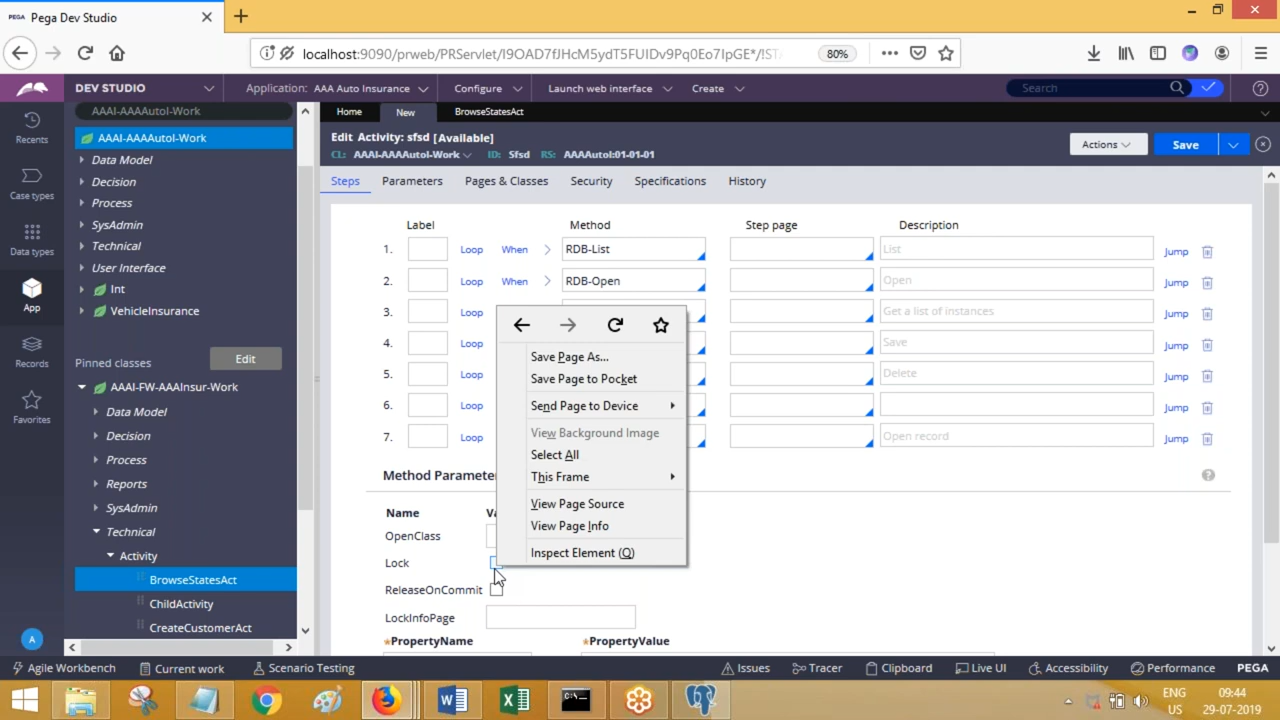 PEGA Pega Dev Studio
localhost:9090/prweb/PRServlet/I9OAD7fJHcM5ydT5FUIDv9Pq0Eo7IpGE*/!ST
80%
DEV STUDIO
Application: AAA Auto Insurance
Configure
Launch web interface
Create
Search
Recents
Case types
Data types
App
Records
Favorites
A
AAAI-AAAAutoI-Work
AAAI-AAAAutoI-Work
Data Model
Decision
Process
SysAdmin
Technical
User Interface
Int
VehicleInsurance
Pinned classes
Edit
AAAI-FW-AAAInsur-Work
Data Model
Decision
Process
Reports
SysAdmin
Technical
Activity
BrowseStatesAct
ChildActivity
CreateCustomerAct
Home
New
BrowseStatesAct
Edit Activity: sfsd [Available]
CL: AAAI-AAAAutoI-Work ID: Sfsd RS: AAAAutoI:01-01-01
Actions
Save
Steps
Parameters
Pages & Classes
Security
Specifications
History
Label Method Step page Description
1. Loop When RDB-List List Jump
2. Loop When RDB-Open Open Jump
3. Loop Get a list of instances Jump
4. Loop Save Jump
5. Loop Delete Jump
6. Loop Jump
7. Loop Open record Jump
Save Page As...
Save Page to Pocket
Send Page to Device
View Background Image
Select All
This Frame
View Page Source
View Page Info
Inspect Element (Q)
Method Parameter
Name
OpenClass
Lock
ReleaseOnCommit
LockInfoPage
*PropertyName *PropertyValue
Agile Workbench
Current work
Scenario Testing
Issues
Tracer
Clipboard
Live UI
Accessibility
Performance
PEGA
ENG
US
09:44
29-07-2019